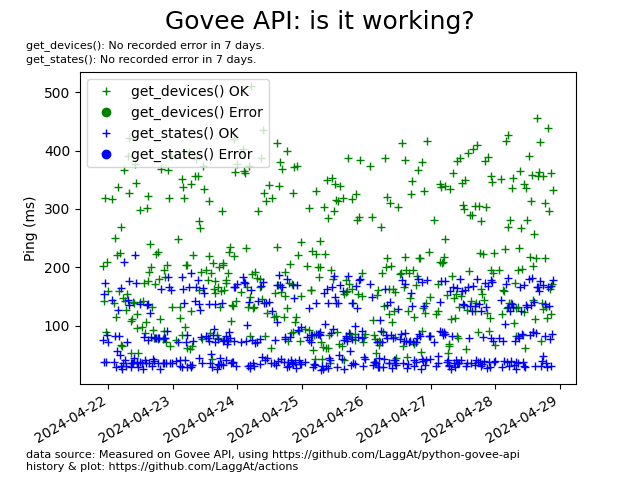 Govee API: is it working?
get_devices(): No recorded error in 7 days.
get_states(): No recorded error in 7 days.
get_devices() OK
get_devices() Error
get_states() OK
get_states() Error
Ping (ms)
500
400
300
200
100
2024-04-22
2024-04-23
2024-04-24
2024-04-25
2024-04-26
2024-04-27
2024-04-28
2024-04-29
data source: Measured on Govee API, using https://github.com/LaggAt/python-govee-api
history & plot: https://github.com/LaggAt/actions